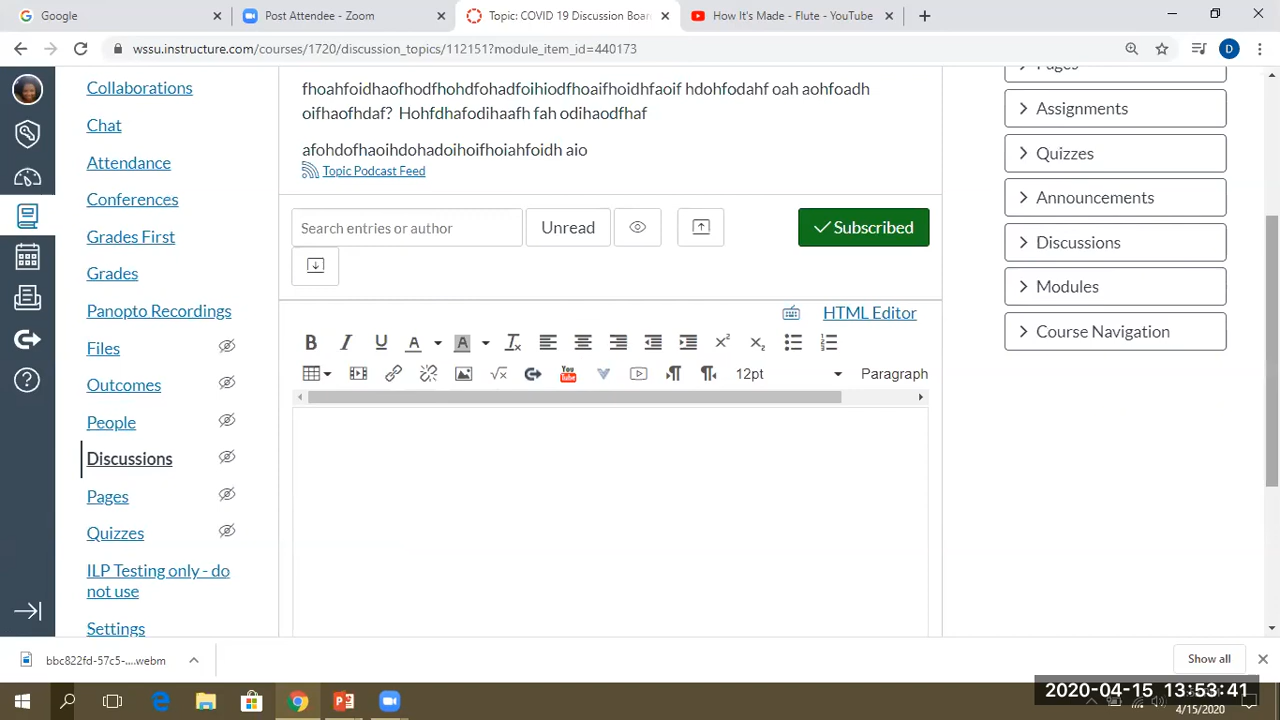 Google
Post Attendee - Zoom
Topic: COVID 19 Discussion Boar
How It's Made - Flute - YouTube
wssu.instructure.com/courses/1720/discussion_topics/112151?module_item_id=440173
D
Collaborations
Chat
Attendance
Conferences
Grades First
Grades
Panopto Recordings
Files
Outcomes
People
Discussions
Pages
Quizzes
ILP Testing only - do
not use
Settings
fhoahfoidhaofhodfhohdfohadfoihiodfhoaifhoidhfaoif hdohfodahf oah aohfoadh
oifhaofhdaf? Hohfdhafodihaafh fah odihaodfhaf
afohdofhaoihdohadoihoifhoiahfoidh aio
Topic Podcast Feed
Search entries or author
Unread
Subscribed
HTML Editor
12pt
Paragraph
Pages
Assignments
Quizzes
Announcements
Discussions
Modules
Course Navigation
bbc822fd-57c5-....webm
Show all
2020-04-15 13:53:41
4/15/2020